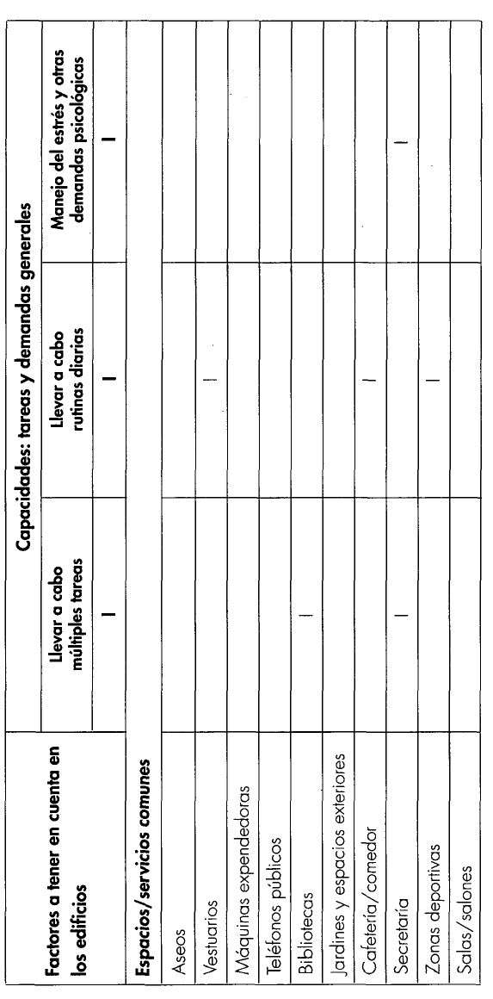 Factores a tener en cuenta en
los edificios
Capacidades: tareas y demandas generales
Llevar a cabo
múltiples tareas
Llevar a cabo
rutinas diarias
Manejo del estrés y otras
demandas psicológicas
I I I
Espacios/servicios comunes
Aseos
Vestuarios I
Máquinas expendedoras
Teléfonos públicos
Bibliotecas I
Jardines y espacios exteriores
Cafetería/comedor I
Secretaría I I
Zonas deportivas I
Salas/salones